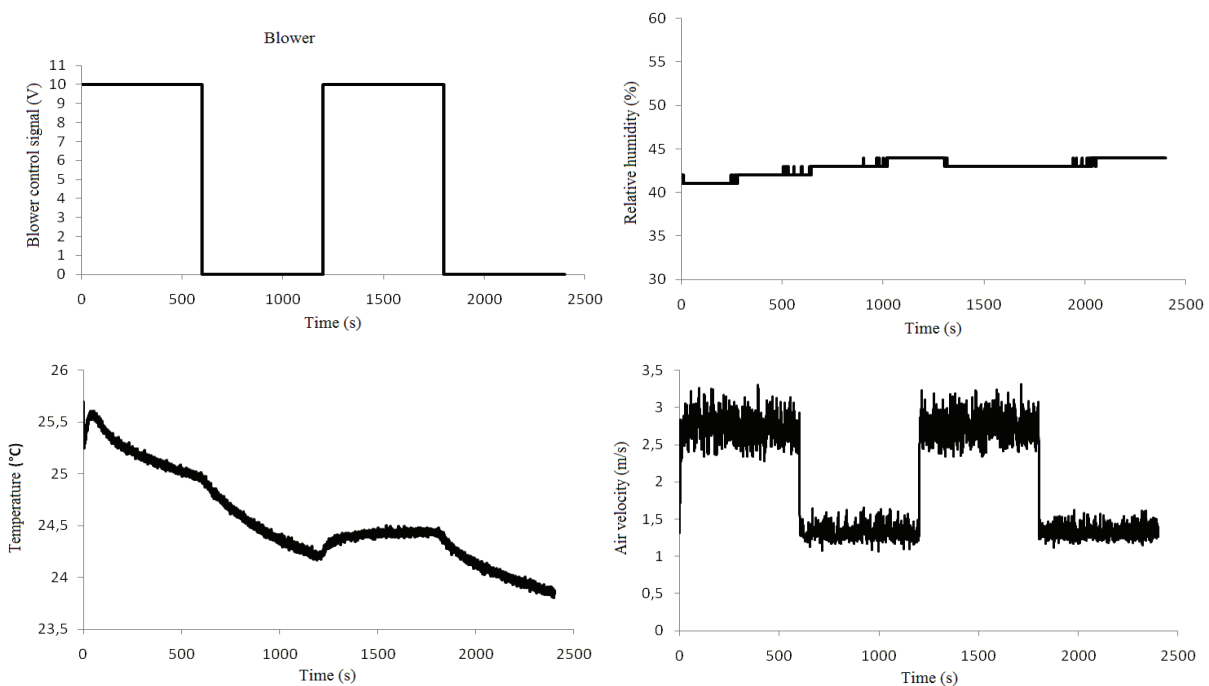 Blower
Blower control signal (V)
11
10
9
8
7
6
5
4
3
2
1
0
0 500 1000 1500 2000 2500
Time (s)
Relative humidity (%)
60
55
50
45
40
35
30
0 500 1000 1500 2000 2500
Time (s)
Temperature (°C)
26
25,5
25
24,5
24
23,5
0 500 1000 1500 2000 2500
Time (s)
Air velocity (m/s)
3,5
3
2,5
2
1,5
1
0,5
0
0 500 1000 1500 2000 2500
Time (s)